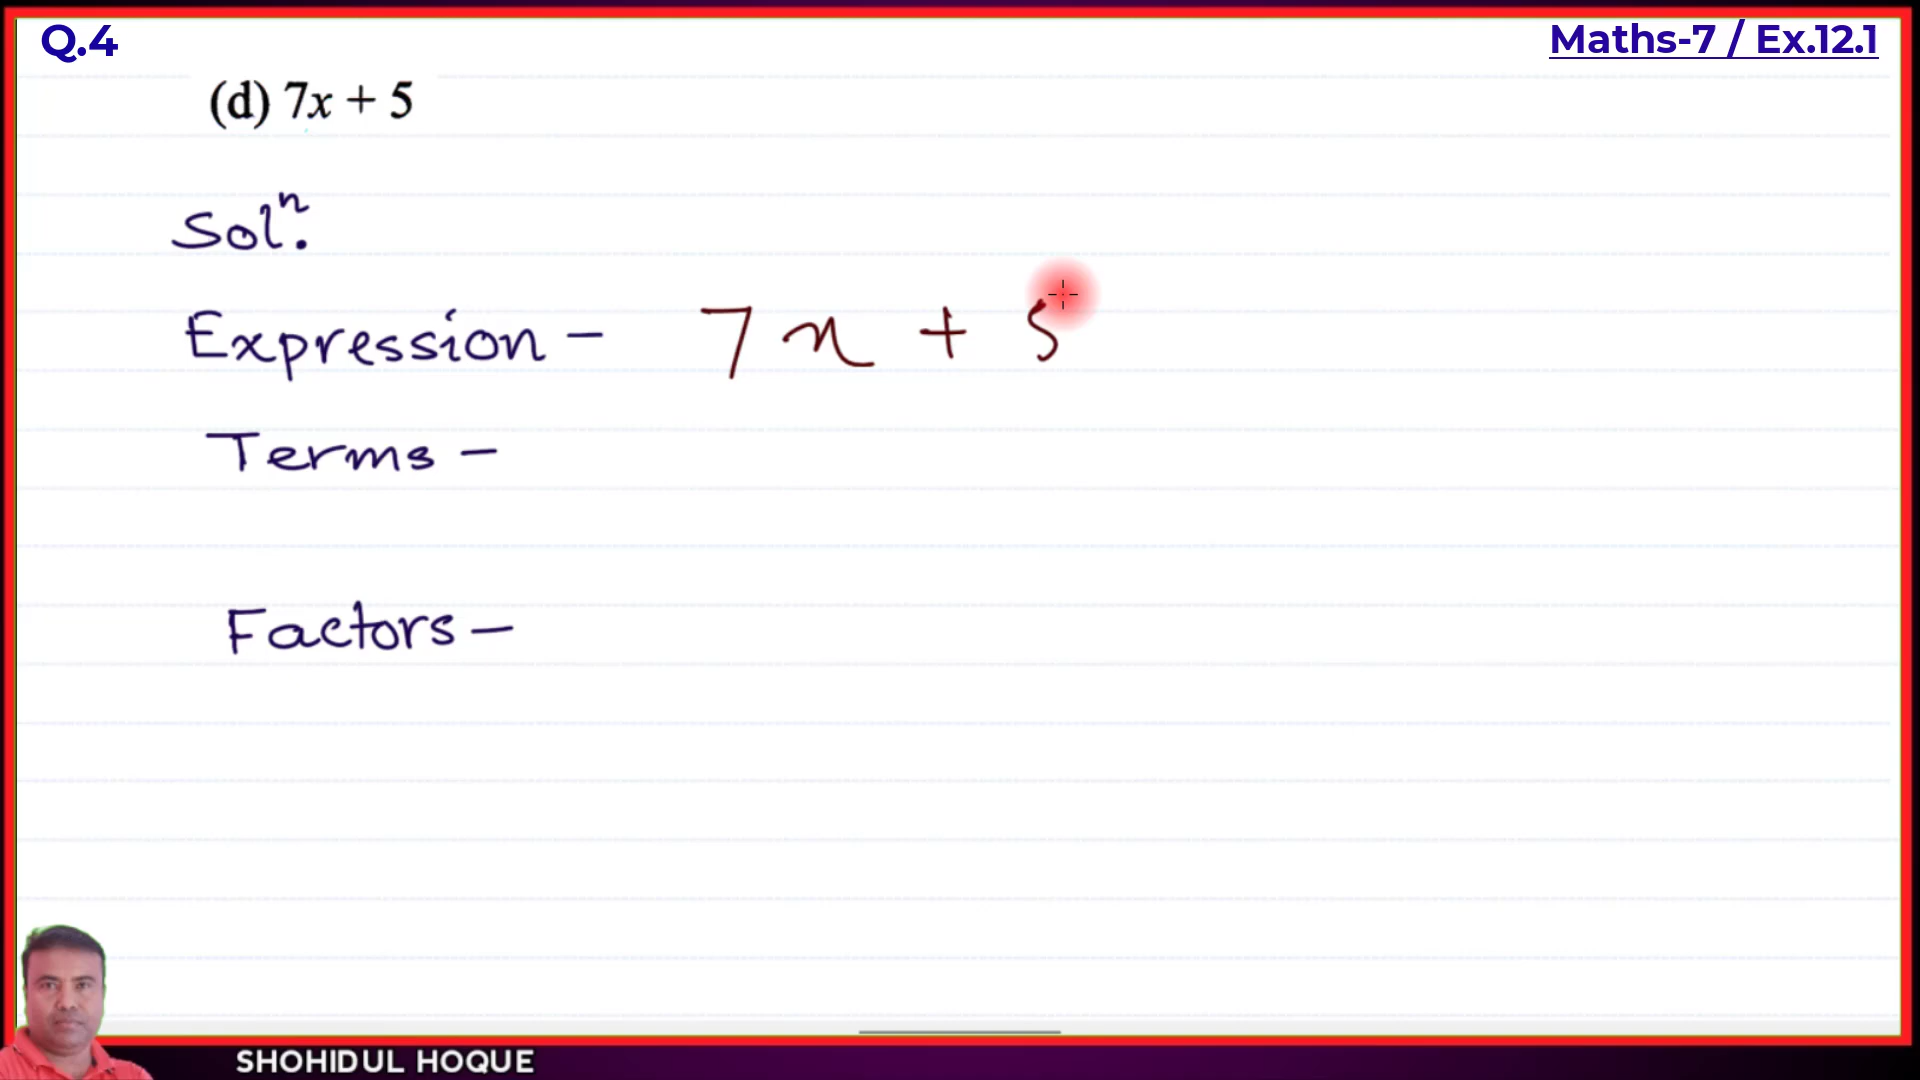 Q.4 Maths-7 / Ex.12.1
(d) 7x + 5
Solⁿ.
Expression – 7x + 5
Terms –
Factors –
SHOHIDUL HOQUE